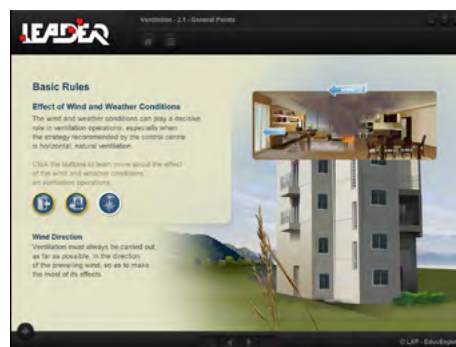 LEADER
Ventilation - 2.1 - General Points
Basic Rules
Effect of Wind and Weather Conditions
The wind and weather conditions can play a decisive
role in ventilation operations, especially when
the strategy recommended by the control centre
is horizontal, natural ventilation.
Click the buttons to learn more about the effect
of the wind and weather conditions
on ventilation operations
Wind Direction
Ventilation must always be carried out,
as far as possible, in the direction
of the prevailing wind, so as to make
the most of its effects.
© LXP - EducExpert